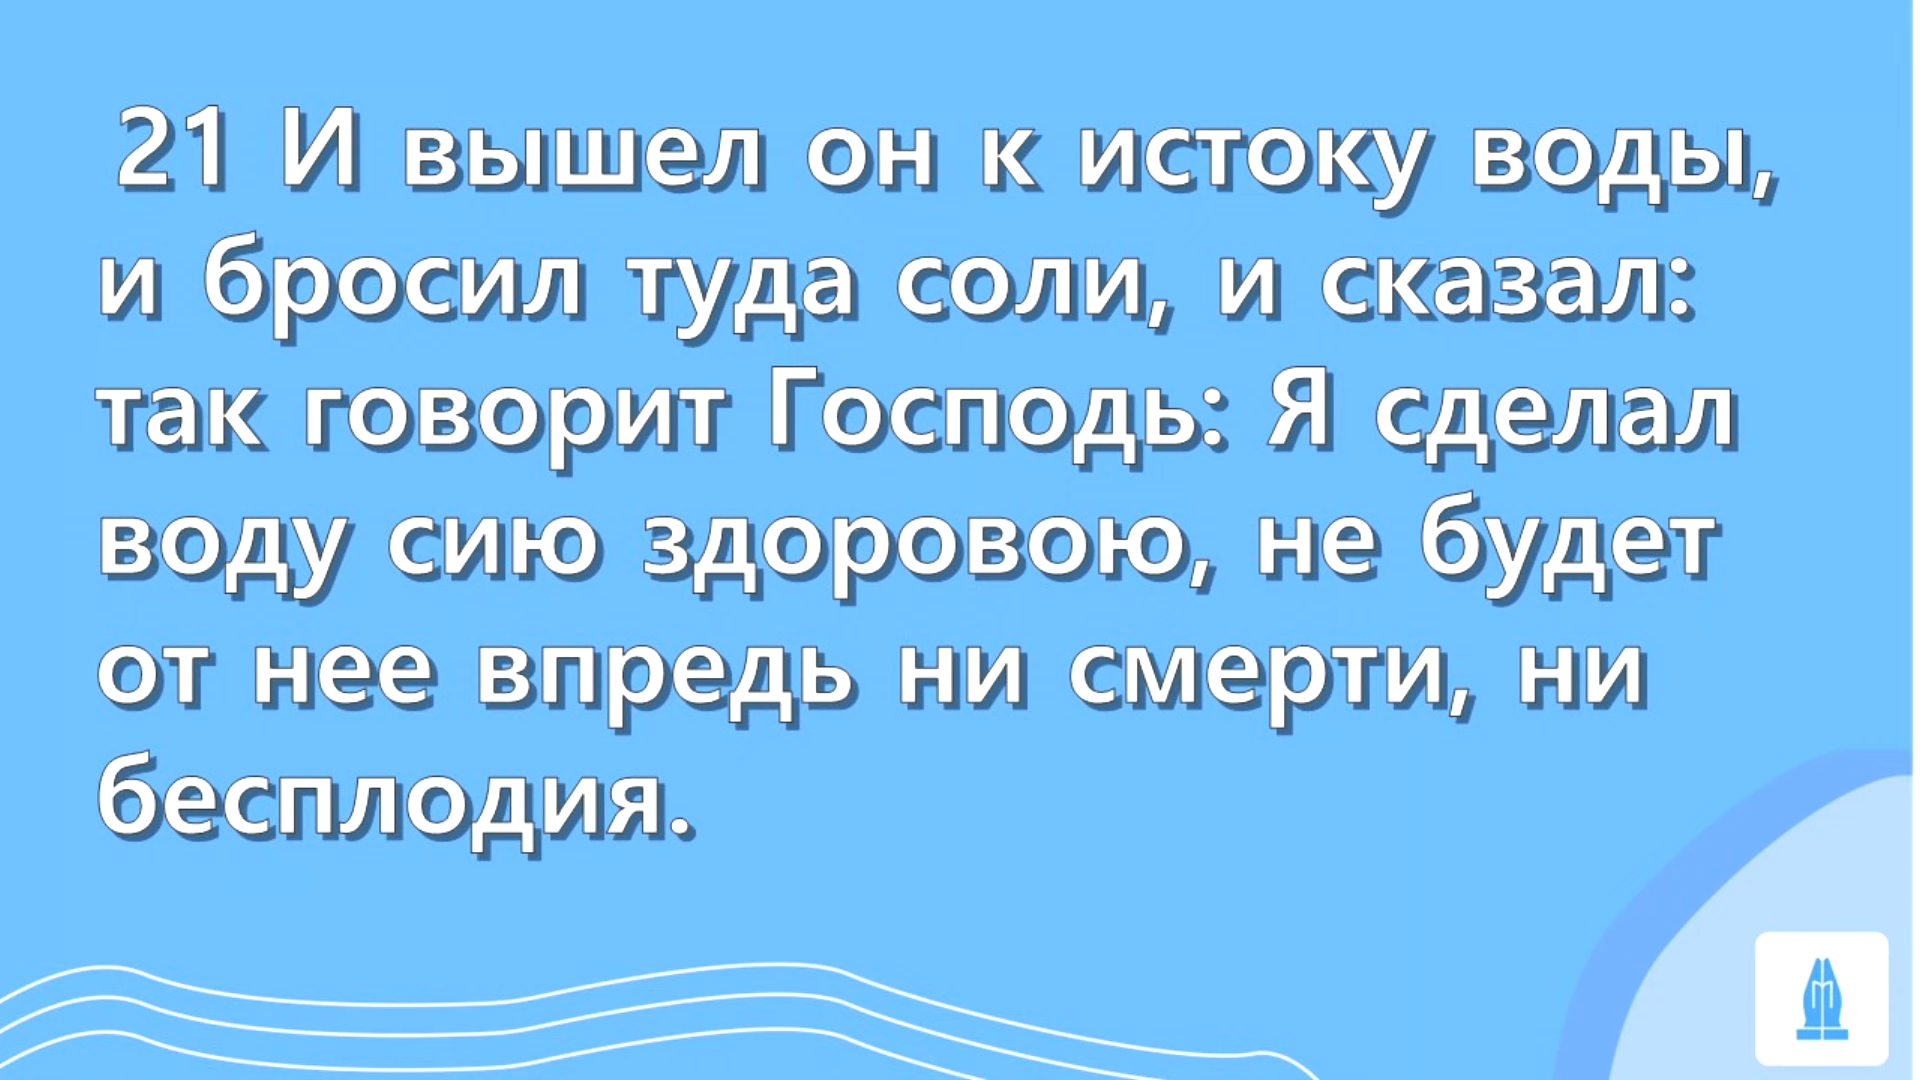 21 И вышел он к истоку воды,
и бросил туда соли, и сказал:
так говорит Господь: Я сделал
воду сию здоровою, не будет
от нее впредь ни смерти, ни
бесплодия.